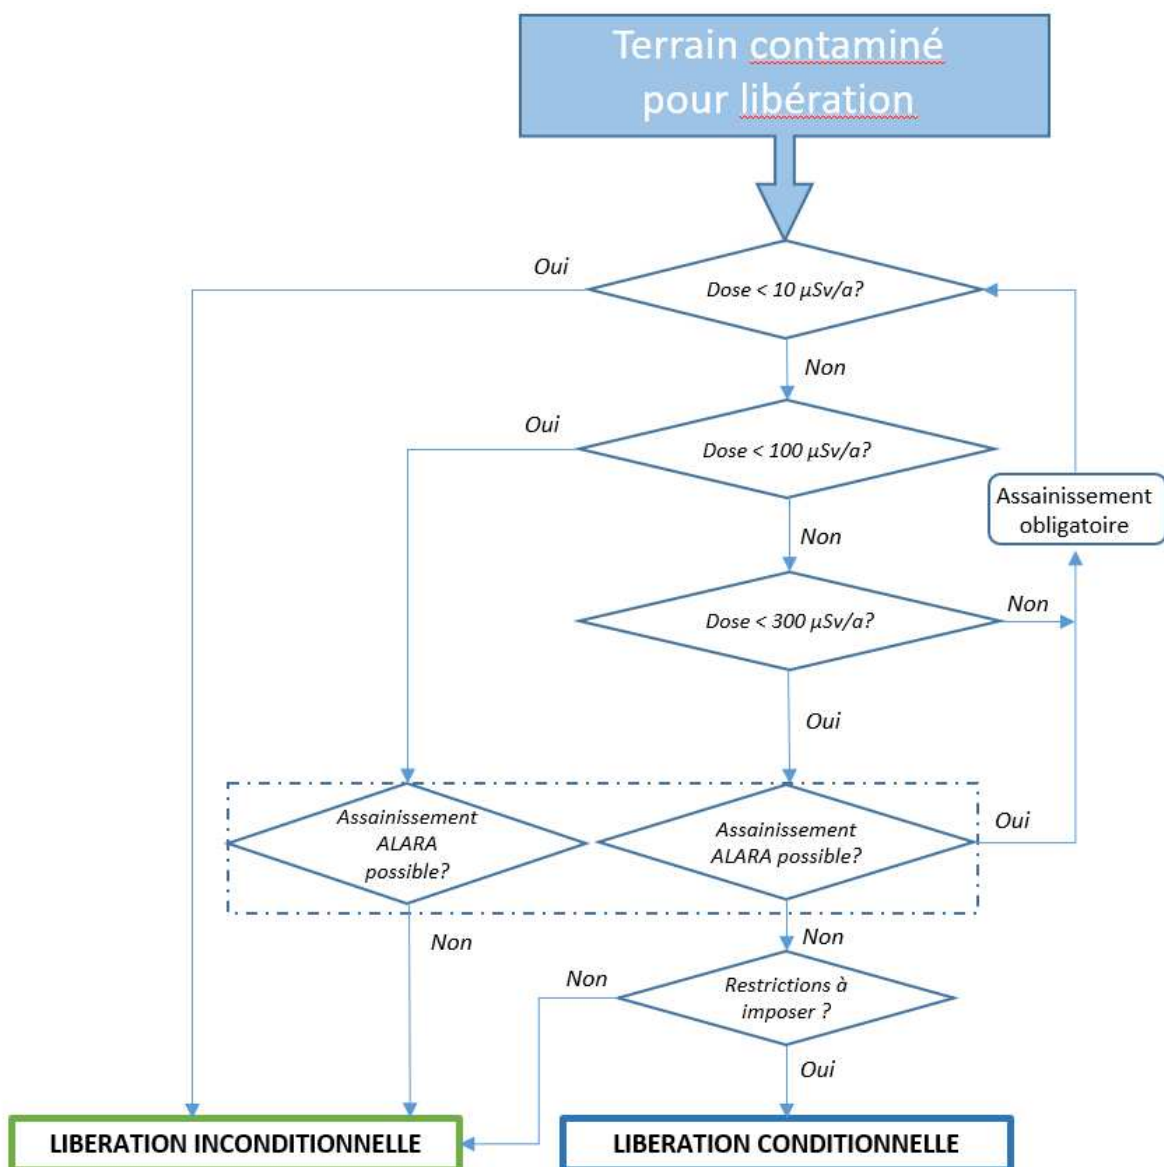 Terrain contaminé
pour libération
Oui
Dose < 10 µSv/a?
Non
Oui
Dose < 100 µSv/a?
Assainissement
obligatoire
Non
Dose < 300 µSv/a?
Non
Oui
Assainissement
ALARA
possible?
Assainissement
ALARA possible?
Oui
Non
Non
Non
Restrictions à
imposer ?
Oui
LIBERATION INCONDITIONNELLE
LIBERATION CONDITIONNELLE